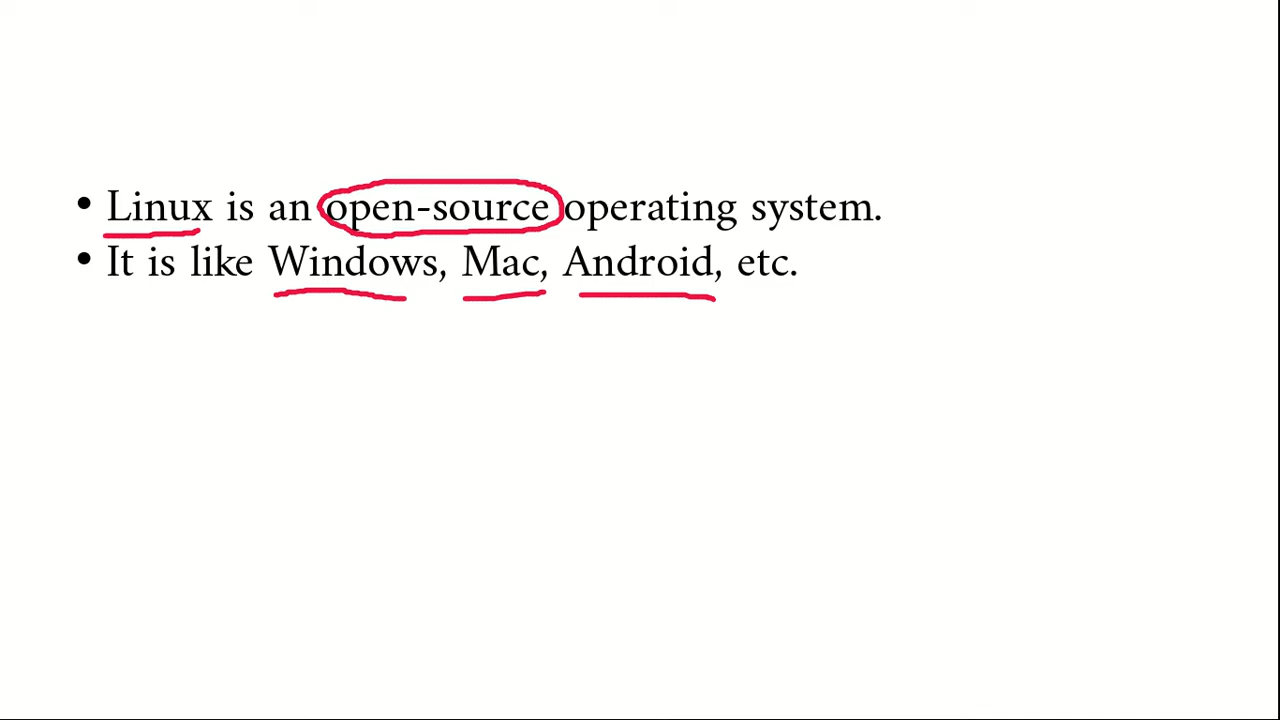 • Linux is an open-source operating system.
• It is like Windows, Mac, Android, etc.